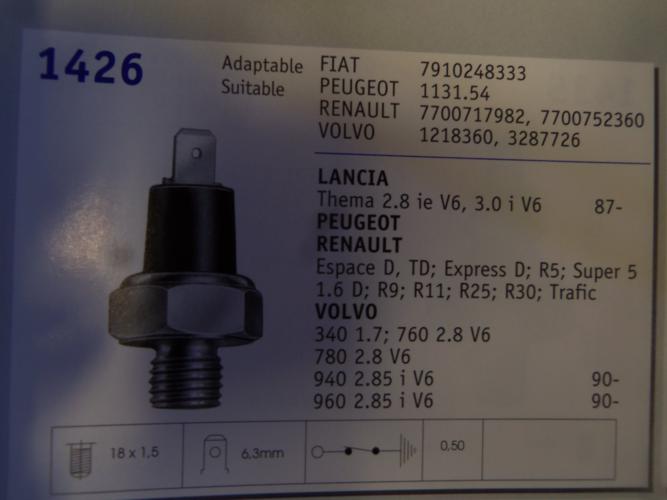 1426
Adaptable FIAT 7910248333
Suitable PEUGEOT 1131.54
RENAULT 7700717982, 7700752360
VOLVO 1218360, 3287726
LANCIA
Thema 2.8 ie V6, 3.0 i V6 87-
PEUGEOT
RENAULT
Espace D, TD; Express D; R5; Super 5
1.6 D; R9; R11; R25; R30; Trafic
VOLVO
340 1.7; 760 2.8 V6
780 2.8 V6
940 2.85 i V6 90-
960 2.85 i V6 90-
18 x 1,5 6,3mm 0,50